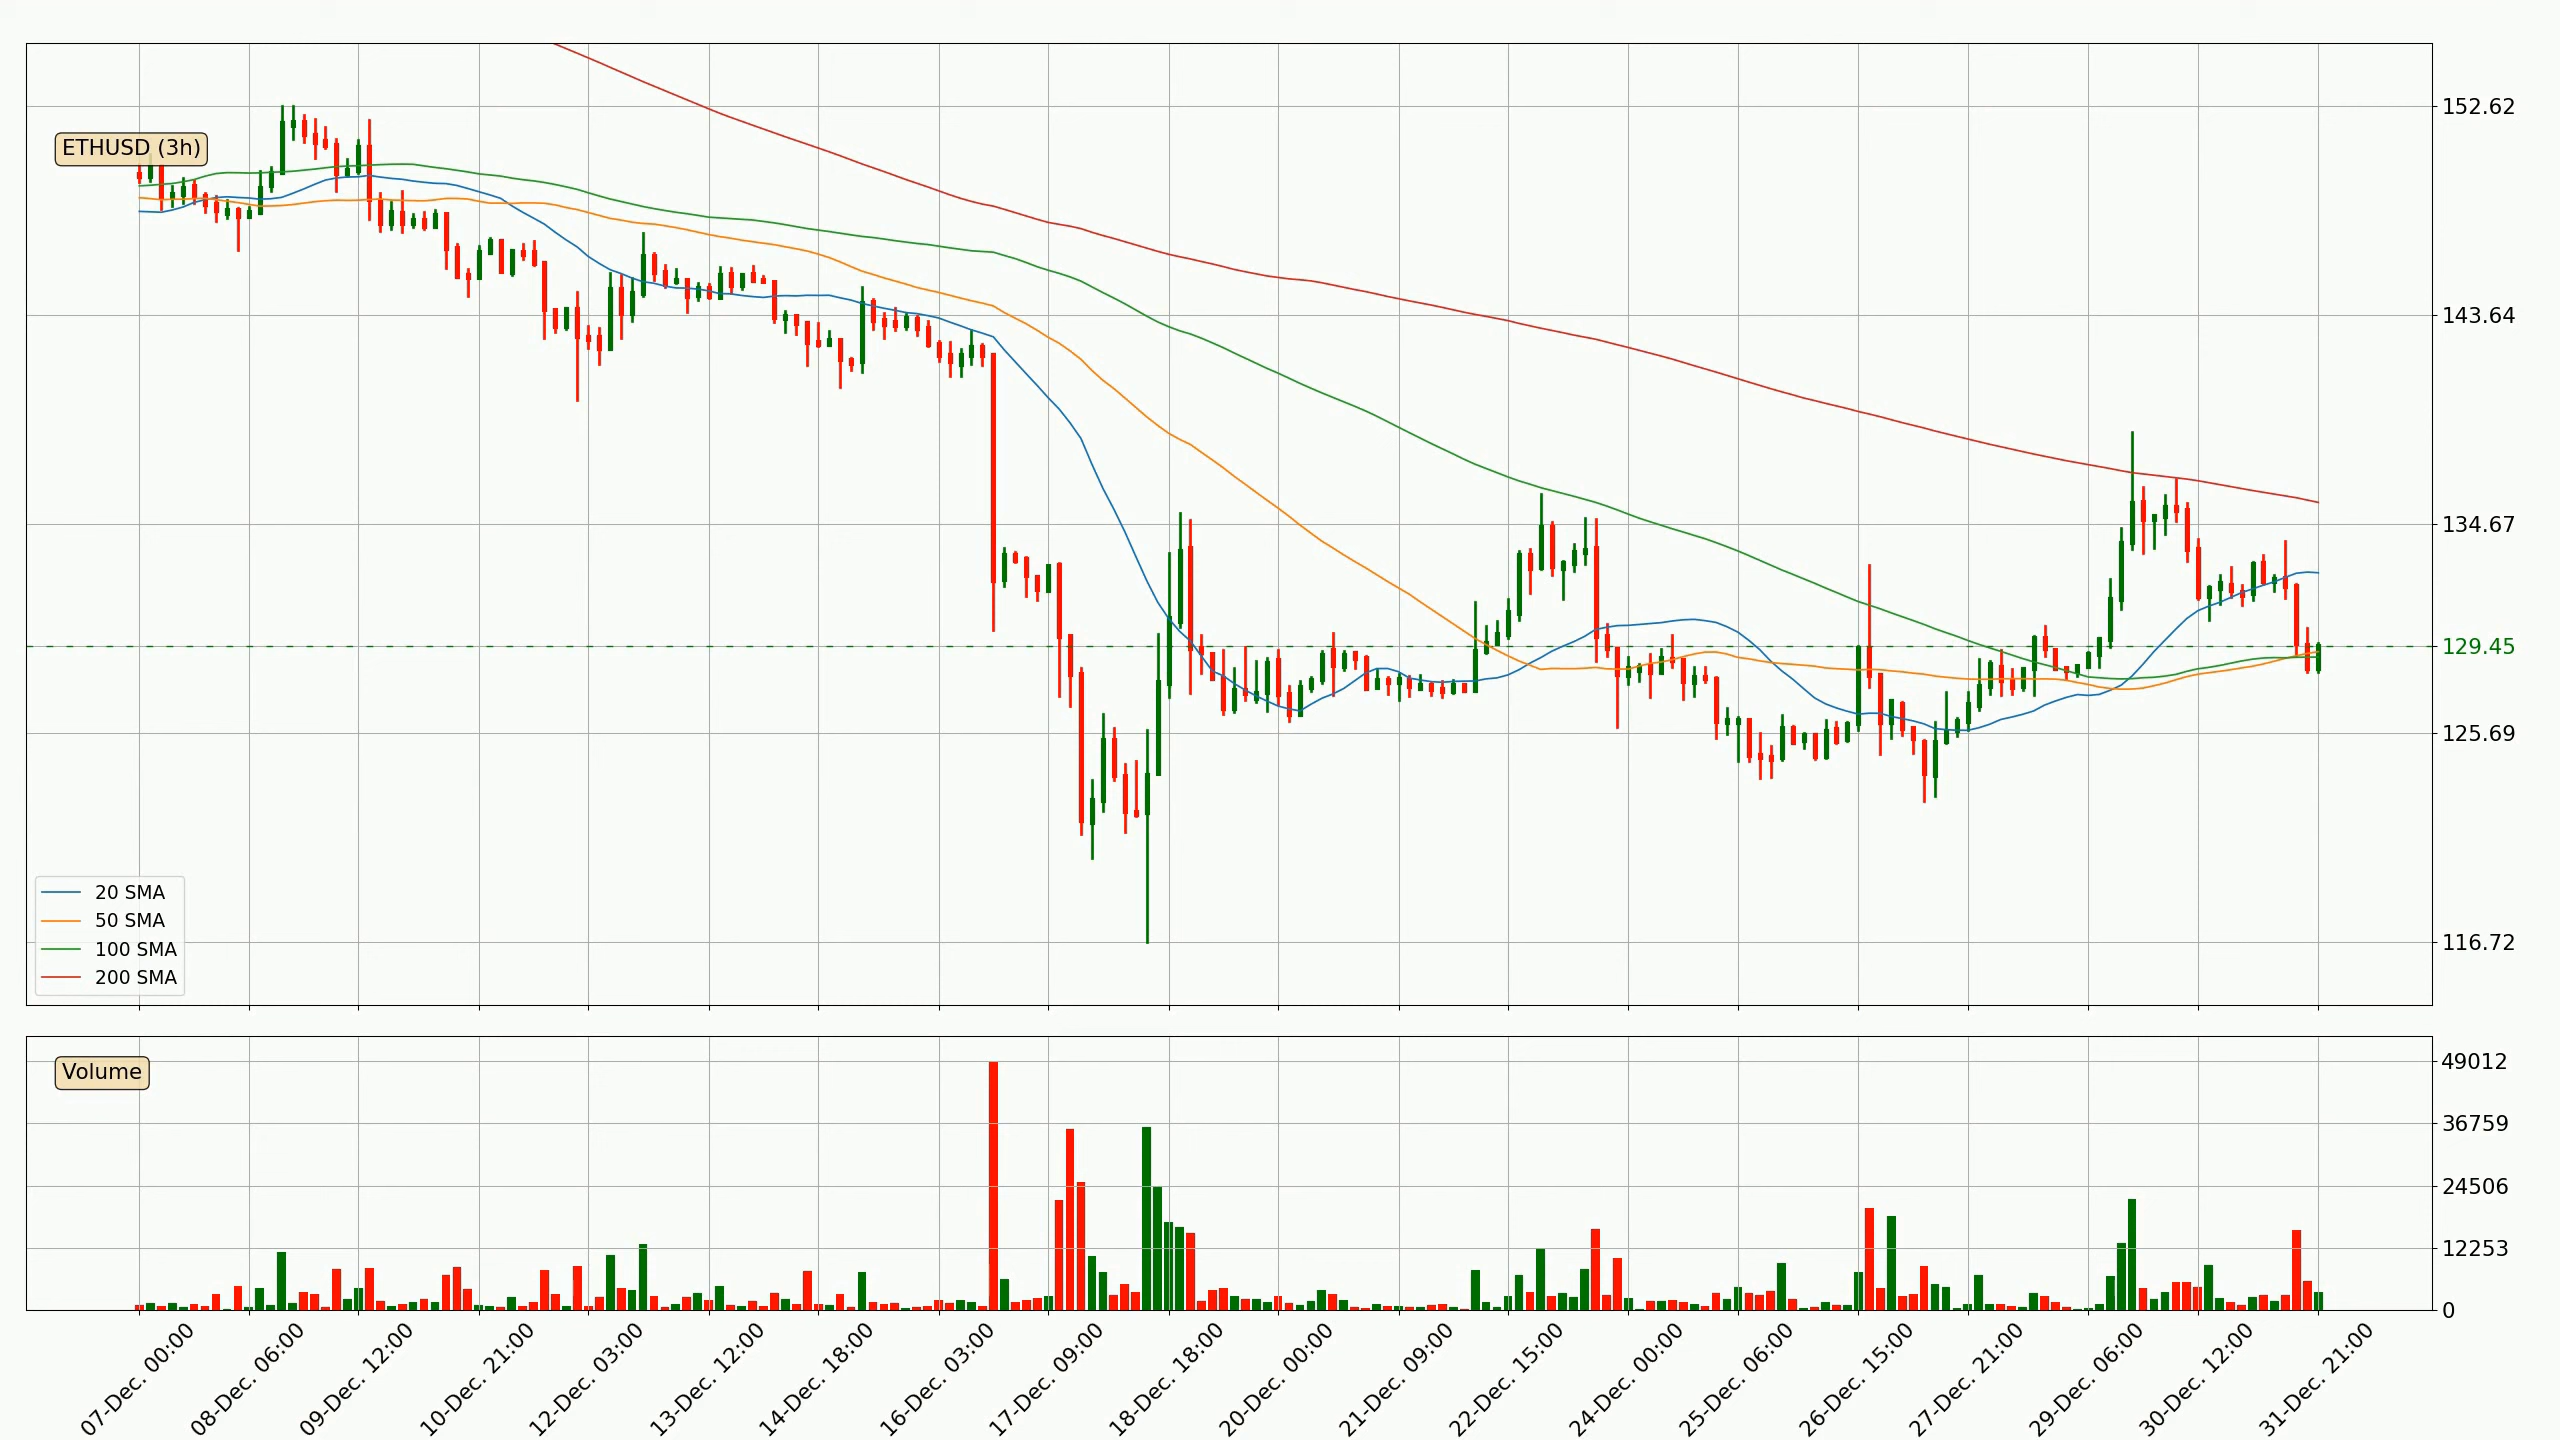 ETHUSD (3h)
152.62
143.64
134.67
129.45
125.69
116.72
20 SMA
50 SMA
100 SMA
200 SMA
Volume
49012
36759
24506
12253
0
07-Dec. 00:00
08-Dec. 06:00
09-Dec. 12:00
10-Dec. 21:00
12-Dec. 03:00
13-Dec. 12:00
14-Dec. 18:00
16-Dec. 03:00
17-Dec. 09:00
18-Dec. 18:00
20-Dec. 00:00
21-Dec. 09:00
22-Dec. 15:00
24-Dec. 00:00
25-Dec. 06:00
26-Dec. 15:00
27-Dec. 21:00
29-Dec. 06:00
30-Dec. 12:00
31-Dec. 21:00